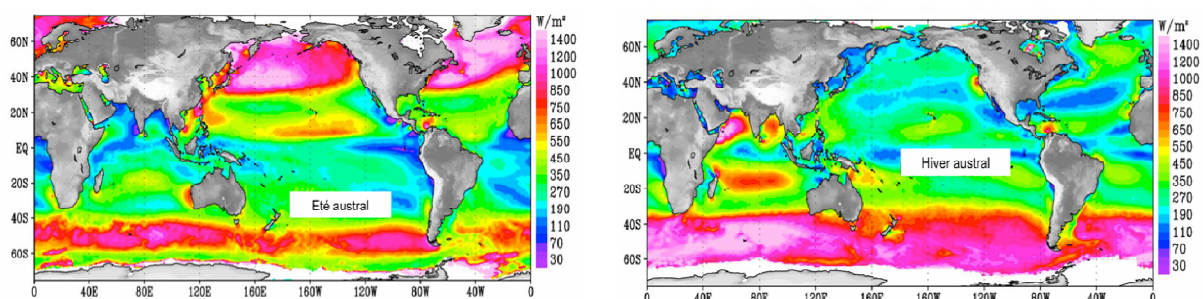 W/m²
60N
40N
20N
EQ
20S
40S
60S
0
40E
80E
120E
160E
160W
120W
80W
40W
0
1400
1200
1000
850
750
650
550
450
350
270
190
110
70
30
Eté austral
W/m²
60N
40N
20N
EQ
20S
40S
60S
0
40E
80E
120E
160E
160W
120W
80W
40W
0
1400
1200
1000
850
750
650
550
450
350
270
190
110
70
30
Hiver austral